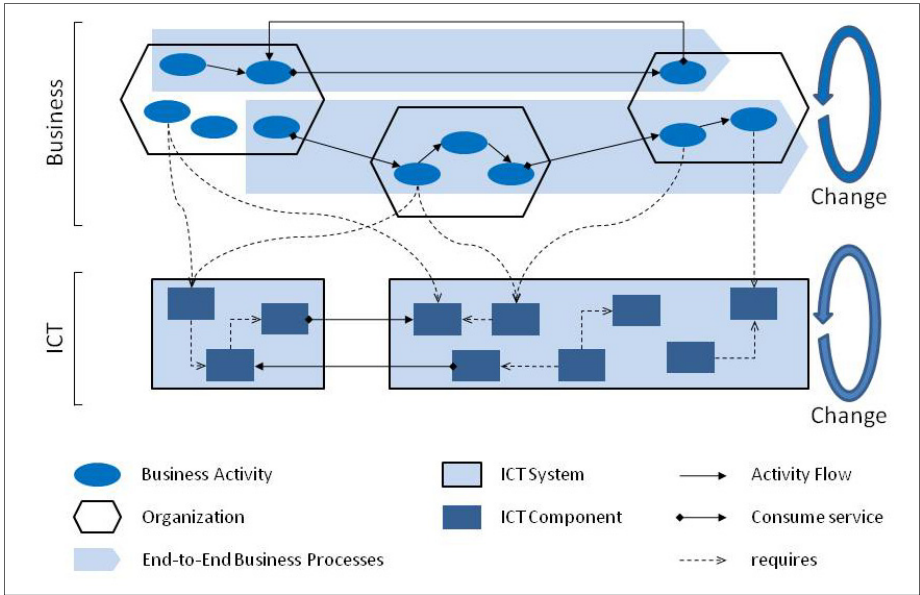 Business
Change
ICT
Change
Business Activity
ICT System
Activity Flow
Organization
ICT Component
Consume service
End-to-End Business Processes
requires